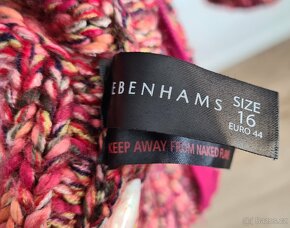 EBENHAMS
SIZE
16
EURO 44
KEEP AWAY FROM NAKED